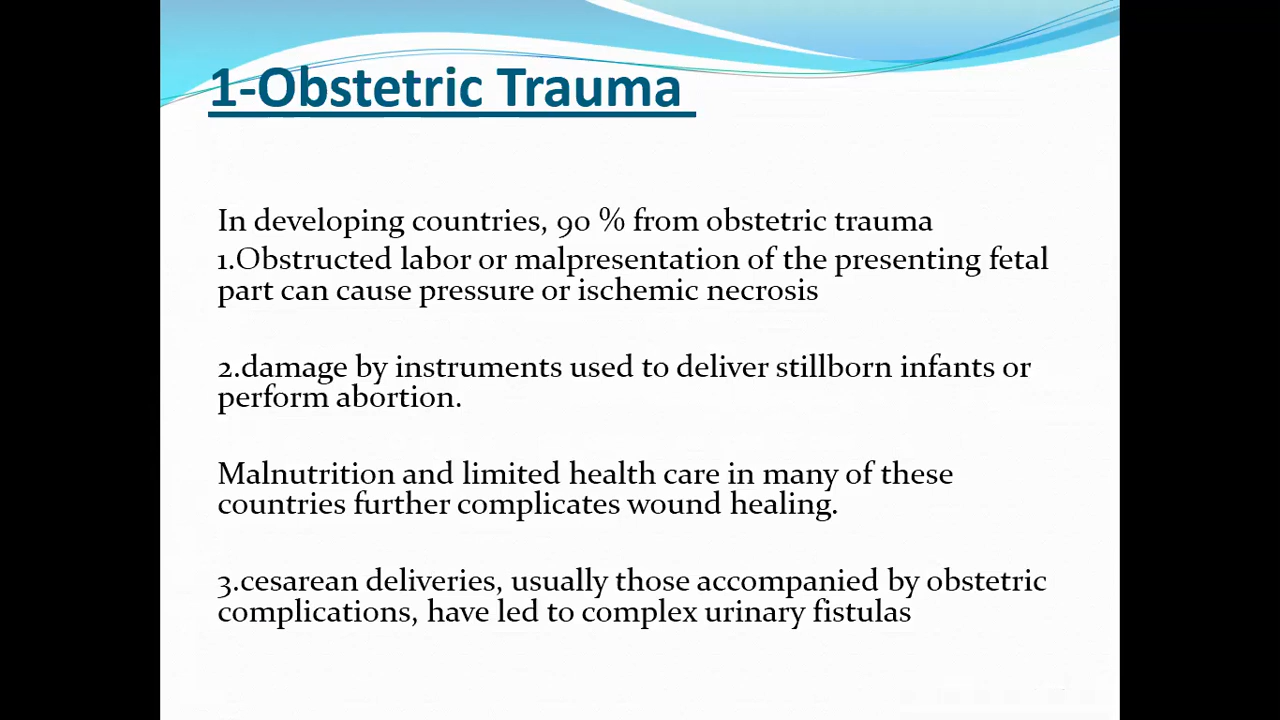 1-Obstetric Trauma
In developing countries, 90 % from obstetric trauma
1.Obstructed labor or malpresentation of the presenting fetal
part can cause pressure or ischemic necrosis
2.damage by instruments used to deliver stillborn infants or
perform abortion.
Malnutrition and limited health care in many of these
countries further complicates wound healing.
3.cesarean deliveries, usually those accompanied by obstetric
complications, have led to complex urinary fistulas